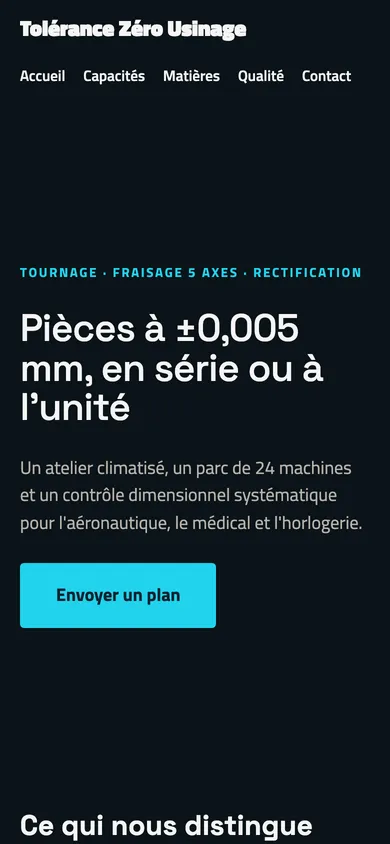 Tolérance Zéro Usinage
Accueil Capacités Matières Qualité Contact
TOURNAGE · FRAISAGE 5 AXES · RECTIFICATION
Pièces à ±0,005
mm, en série ou à
l’unité
Un atelier climatisé, un parc de 24 machines
et un contrôle dimensionnel systématique
pour l'aéronautique, le médical et l'horlogerie.
Envoyer un plan
Ce qui nous distingue